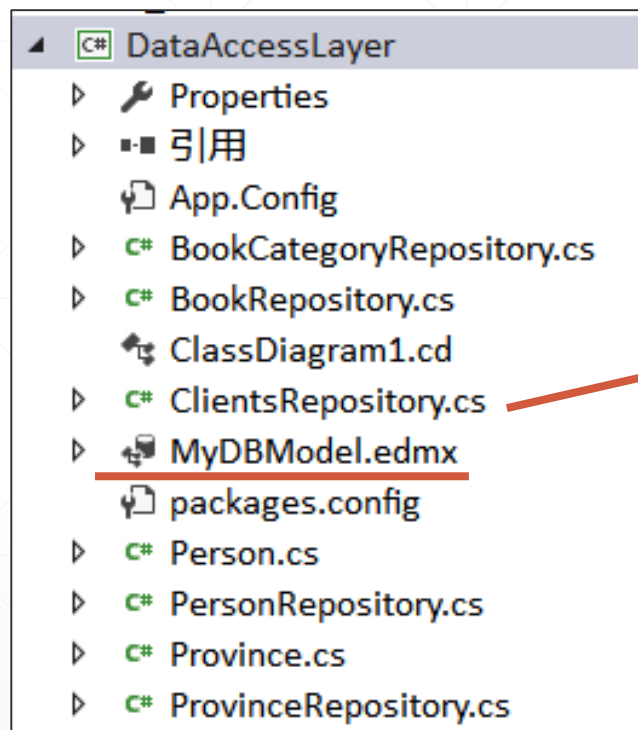 C# DataAccessLayer
Properties
引用
App.Config
C# BookCategoryRepository.cs
C# BookRepository.cs
ClassDiagram1.cd
C# ClientsRepository.cs
MyDBModel.edmx
packages.config
C# Person.cs
C# PersonRepository.cs
C# Province.cs
C# ProvinceRepository.cs